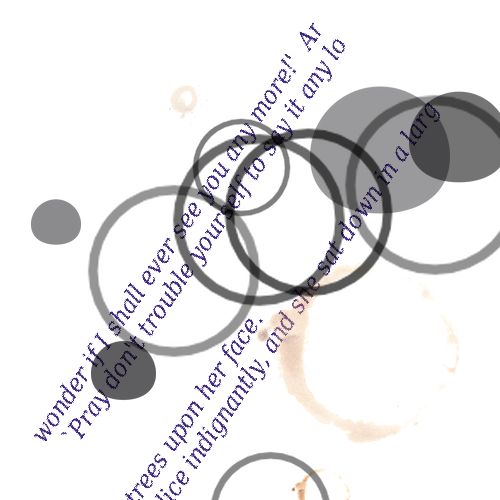 wonder if I shall ever see you any more!' Ar
`Pray don't trouble yourself to say it any lo
trees upon her face.
lice indignantly, and she sat down in a larg